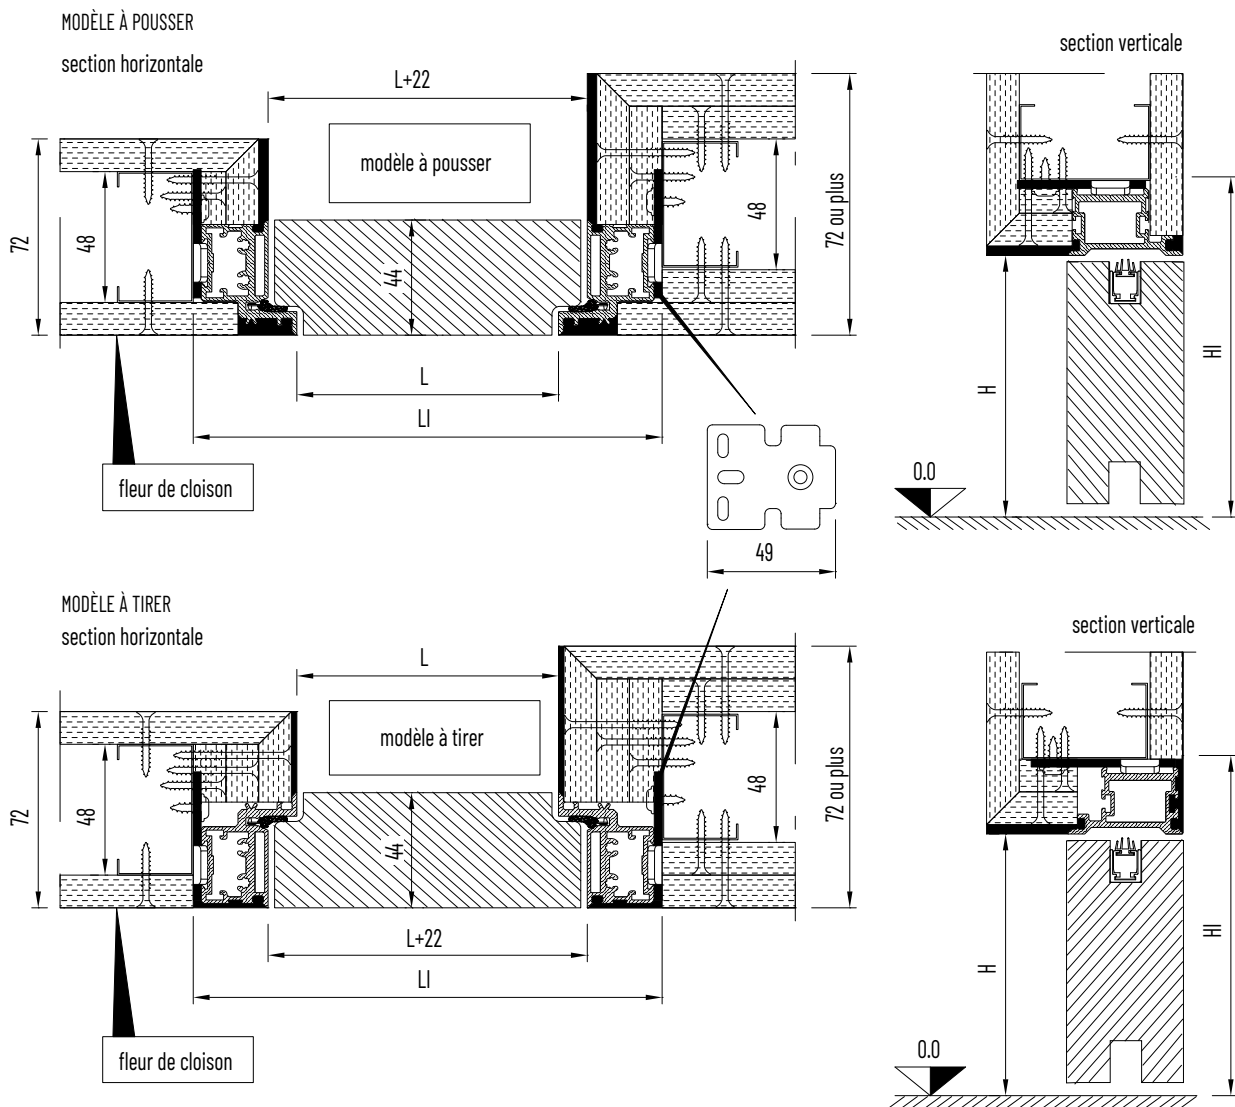 MODÈLE À POUSSER
section horizontale
section verticale
L+22
modèle à pousser
72
48
44
48
72 ou plus
L
LI
H
HI
fleur de cloison
0.0
49
MODÈLE À TIRER
section horizontale
section verticale
L
modèle à tirer
72
48
44
48
72 ou plus
L+22
LI
H
HI
fleur de cloison
0.0